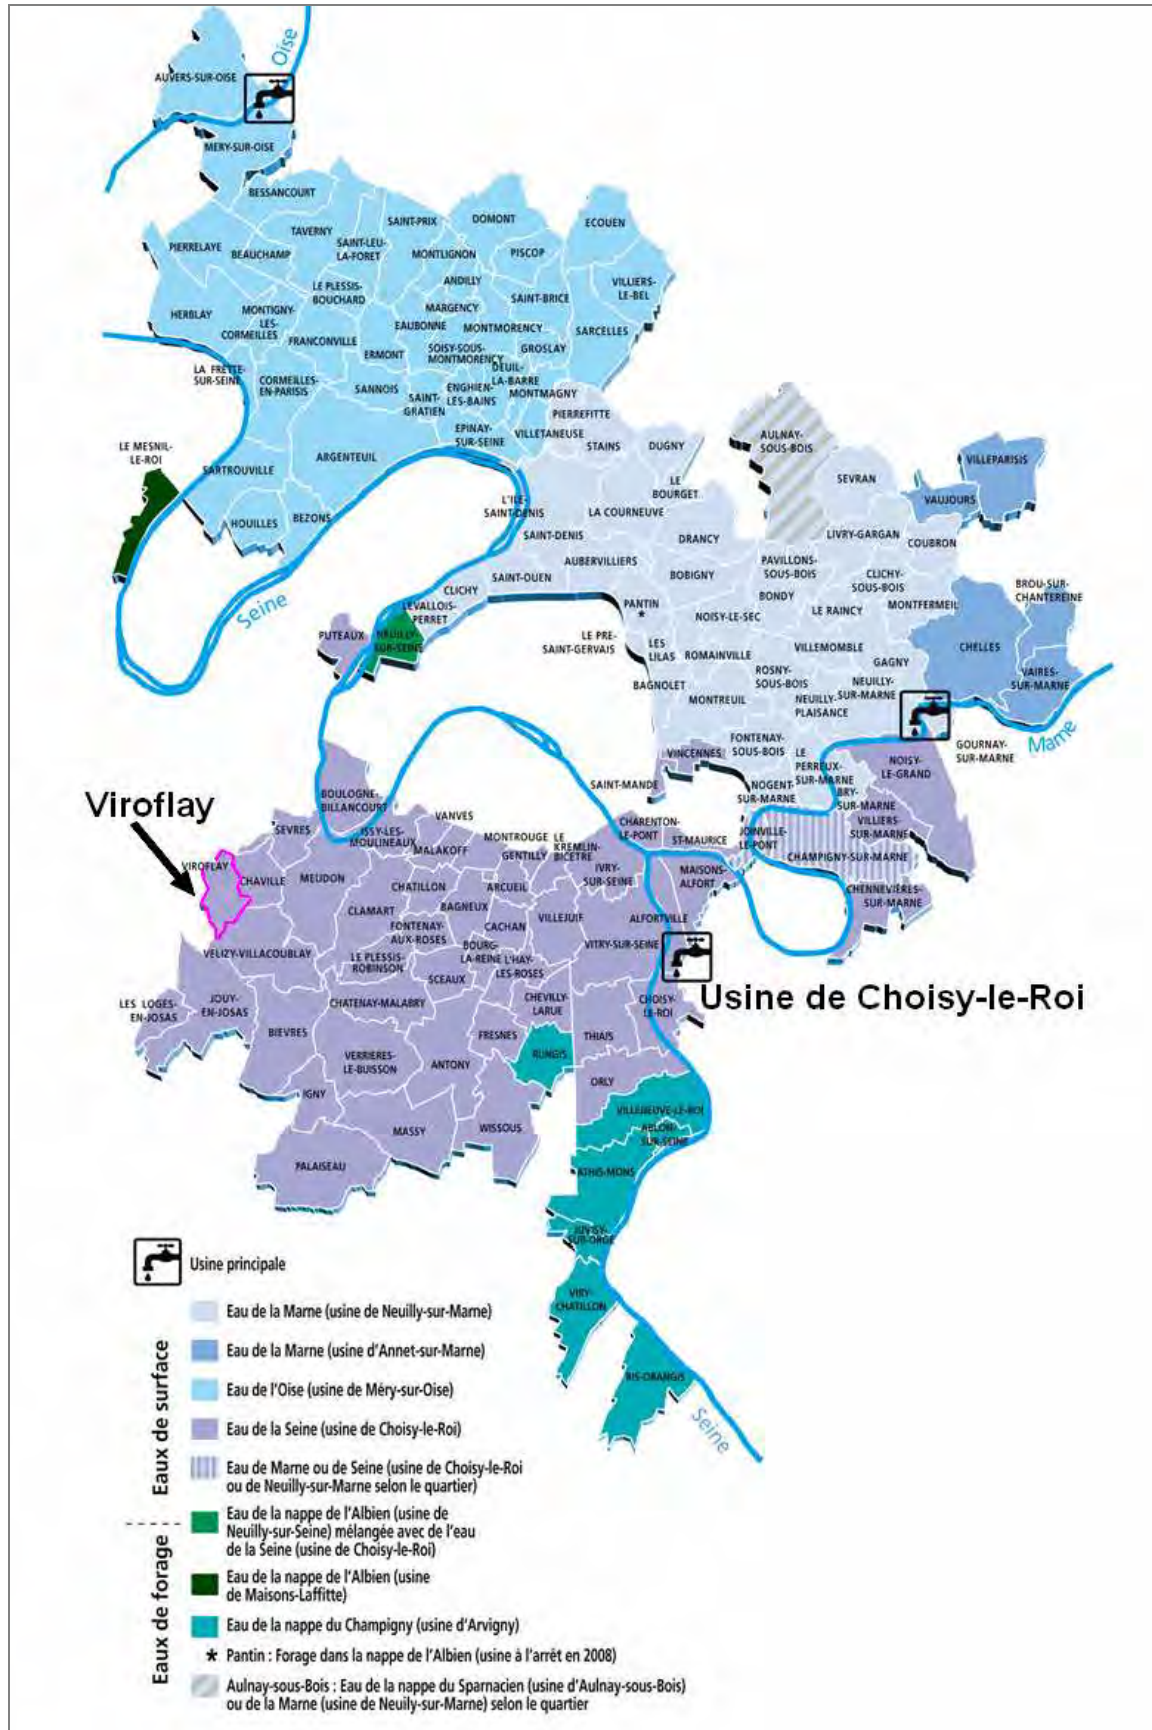 Oise
AUVERS-SUR-OISE
MERY-SUR-OISE
BESSANCOURT
SAINT-PRIX
DOMONT
ECOUEN
TAVERNY
PIERRELAYE
BEAUCHAMP
SAINT-LEU-
LA-FORET
MONTLIGNON
PISCOP
ANDILLY
VILLIERS-
LE-BEL
LE PLESSIS-
BOUCHARD
SAINT-BRICE
MARGENCY
HERBLAY
MONTIGNY-
LES-
CORMEILLES
EAUBONNE
MONTMORENCY
SARCELLES
FRANCONVILLE
ERMONT
SOISY-SOUS-
MONTMORENCY
GROSLAY
DEUIL-
LA-BARRE
LA FRETTE-
SUR-SEINE
CORMEILLES-
EN-PARISIS
SANNOIS
SAINT-
GRATIEN
ENGHIEN-
LES-BAINS
MONTMAGNY
PIERREFITTE
EPINAY-
SUR-SEINE
VILLETANEUSE
STAINS
DUGNY
AULNAY-
SOUS-BOIS
LE MESNIL-
LE-ROI
SARTROUVILLE
ARGENTEUIL
VILLEPARISIS
SEVRAN
VAUJOURS
LE
BOURGET
L'ILE-
SAINT-DENIS
LA COURNEUVE
HOUILLES
BEZONS
SAINT-DENIS
DRANCY
LIVRY-GARGAN
COUBRON
AUBERVILLIERS
PAVILLONS-
SOUS-BOIS
SAINT-OUEN
BOBIGNY
CLICHY-
SOUS-BOIS
BROU-SUR-
CHANTEREINE
CLICHY
BONDY
Seine
LEVALLOIS-
PERRET
PANTIN
*
NOISY-LE-SEC
LE RAINCY
MONTFERMEIL
PUTEAUX
NEUILLY-
SUR-SEINE
LE PRE-
SAINT-GERVAIS
LES
LILAS
ROMAINVILLE
VILLEMOMBLE
GAGNY
CHELLES
ROSNY-
SOUS-BOIS
VAIRES-
SUR-MARNE
BAGNOLET
MONTREUIL
NEUILLY-
SUR-MARNE
NEUILLY-
PLAISANCE
Marne
FONTENAY-
SOUS-BOIS
VINCENNES
GOURNAY-
SUR-MARNE
LE
PERREUX-
SUR-MARNE
NOISY-
LE-GRAND
SAINT-MANDE
NOGENT-
SUR-MARNE
BRY-
SUR-MARNE
Viroflay
BOULOGNE-
BILLANCOURT
VILLIERS-
SUR-MARNE
SEVRES
ISSY-LES-
MOULINEAUX
VANVES
MALAKOFF
MONTROUGE
GENTILLY
LE
KREMLIN-
BICETRE
CHARENTON-
LE-PONT
ST-MAURICE
JOINVILLE-
LE-PONT
CHAMPIGNY-SUR-MARNE
VIROFLAY
CHAVILLE
MEUDON
CHATILLON
ARCUEIL
IVRY-
SUR-SEINE
MAISONS-
ALFORT
CHENNEVIÈRES-
SUR-MARNE
CLAMART
BAGNEUX
VILLEJUIF
ALFORTVILLE
FONTENAY-
AUX-ROSES
CACHAN
VELIZY-VILLACOUBLAY
LE PLESSIS-
ROBINSON
BOURG-
LA-REINE
L'HAY-
LES-ROSES
VITRY-SUR-SEINE
SCEAUX
Usine de Choisy-le-Roi
LES LOGES-
EN-JOSAS
JOUY-
EN-JOSAS
CHATENAY-MALABRY
CHEVILLY-
LARUE
CHOISY-
LE-ROI
BIEVRES
FRESNES
THIAIS
VERRIERES-
LE-BUISSON
ANTONY
RUNGIS
ORLY
IGNY
VILLENEUVE-LE-ROI
MASSY
WISSOUS
ABLON-
SUR-SEINE
PALAISEAU
ATHIS-MONS
JUVISY-
SUR-ORGE
VIRY-
CHATILLON
RIS-ORANGIS
Seine
Usine principale
Eaux de surface
Eau de la Marne (usine de Neuilly-sur-Marne)
Eau de la Marne (usine d'Annet-sur-Marne)
Eau de l'Oise (usine de Méry-sur-Oise)
Eau de la Seine (usine de Choisy-le-Roi)
Eau de Marne ou de Seine (usine de Choisy-le-Roi
ou de Neuilly-sur-Marne selon le quartier)
Eaux de forage
Eau de la nappe de l'Albien (usine de
Neuilly-sur-Seine) mélangée avec de l'eau
de la Seine (usine de Choisy-le-Roi)
Eau de la nappe de l'Albien (usine
de Maisons-Laffitte)
Eau de la nappe du Champigny (usine d'Arvigny)
* Pantin : Forage dans la nappe de l'Albien (usine à l'arrêt en 2008)
Aulnay-sous-Bois : Eau de la nappe du Sparnacien (usine d'Aulnay-sous-Bois)
ou de la Marne (usine de Neuily-sur-Marne) selon le quartier